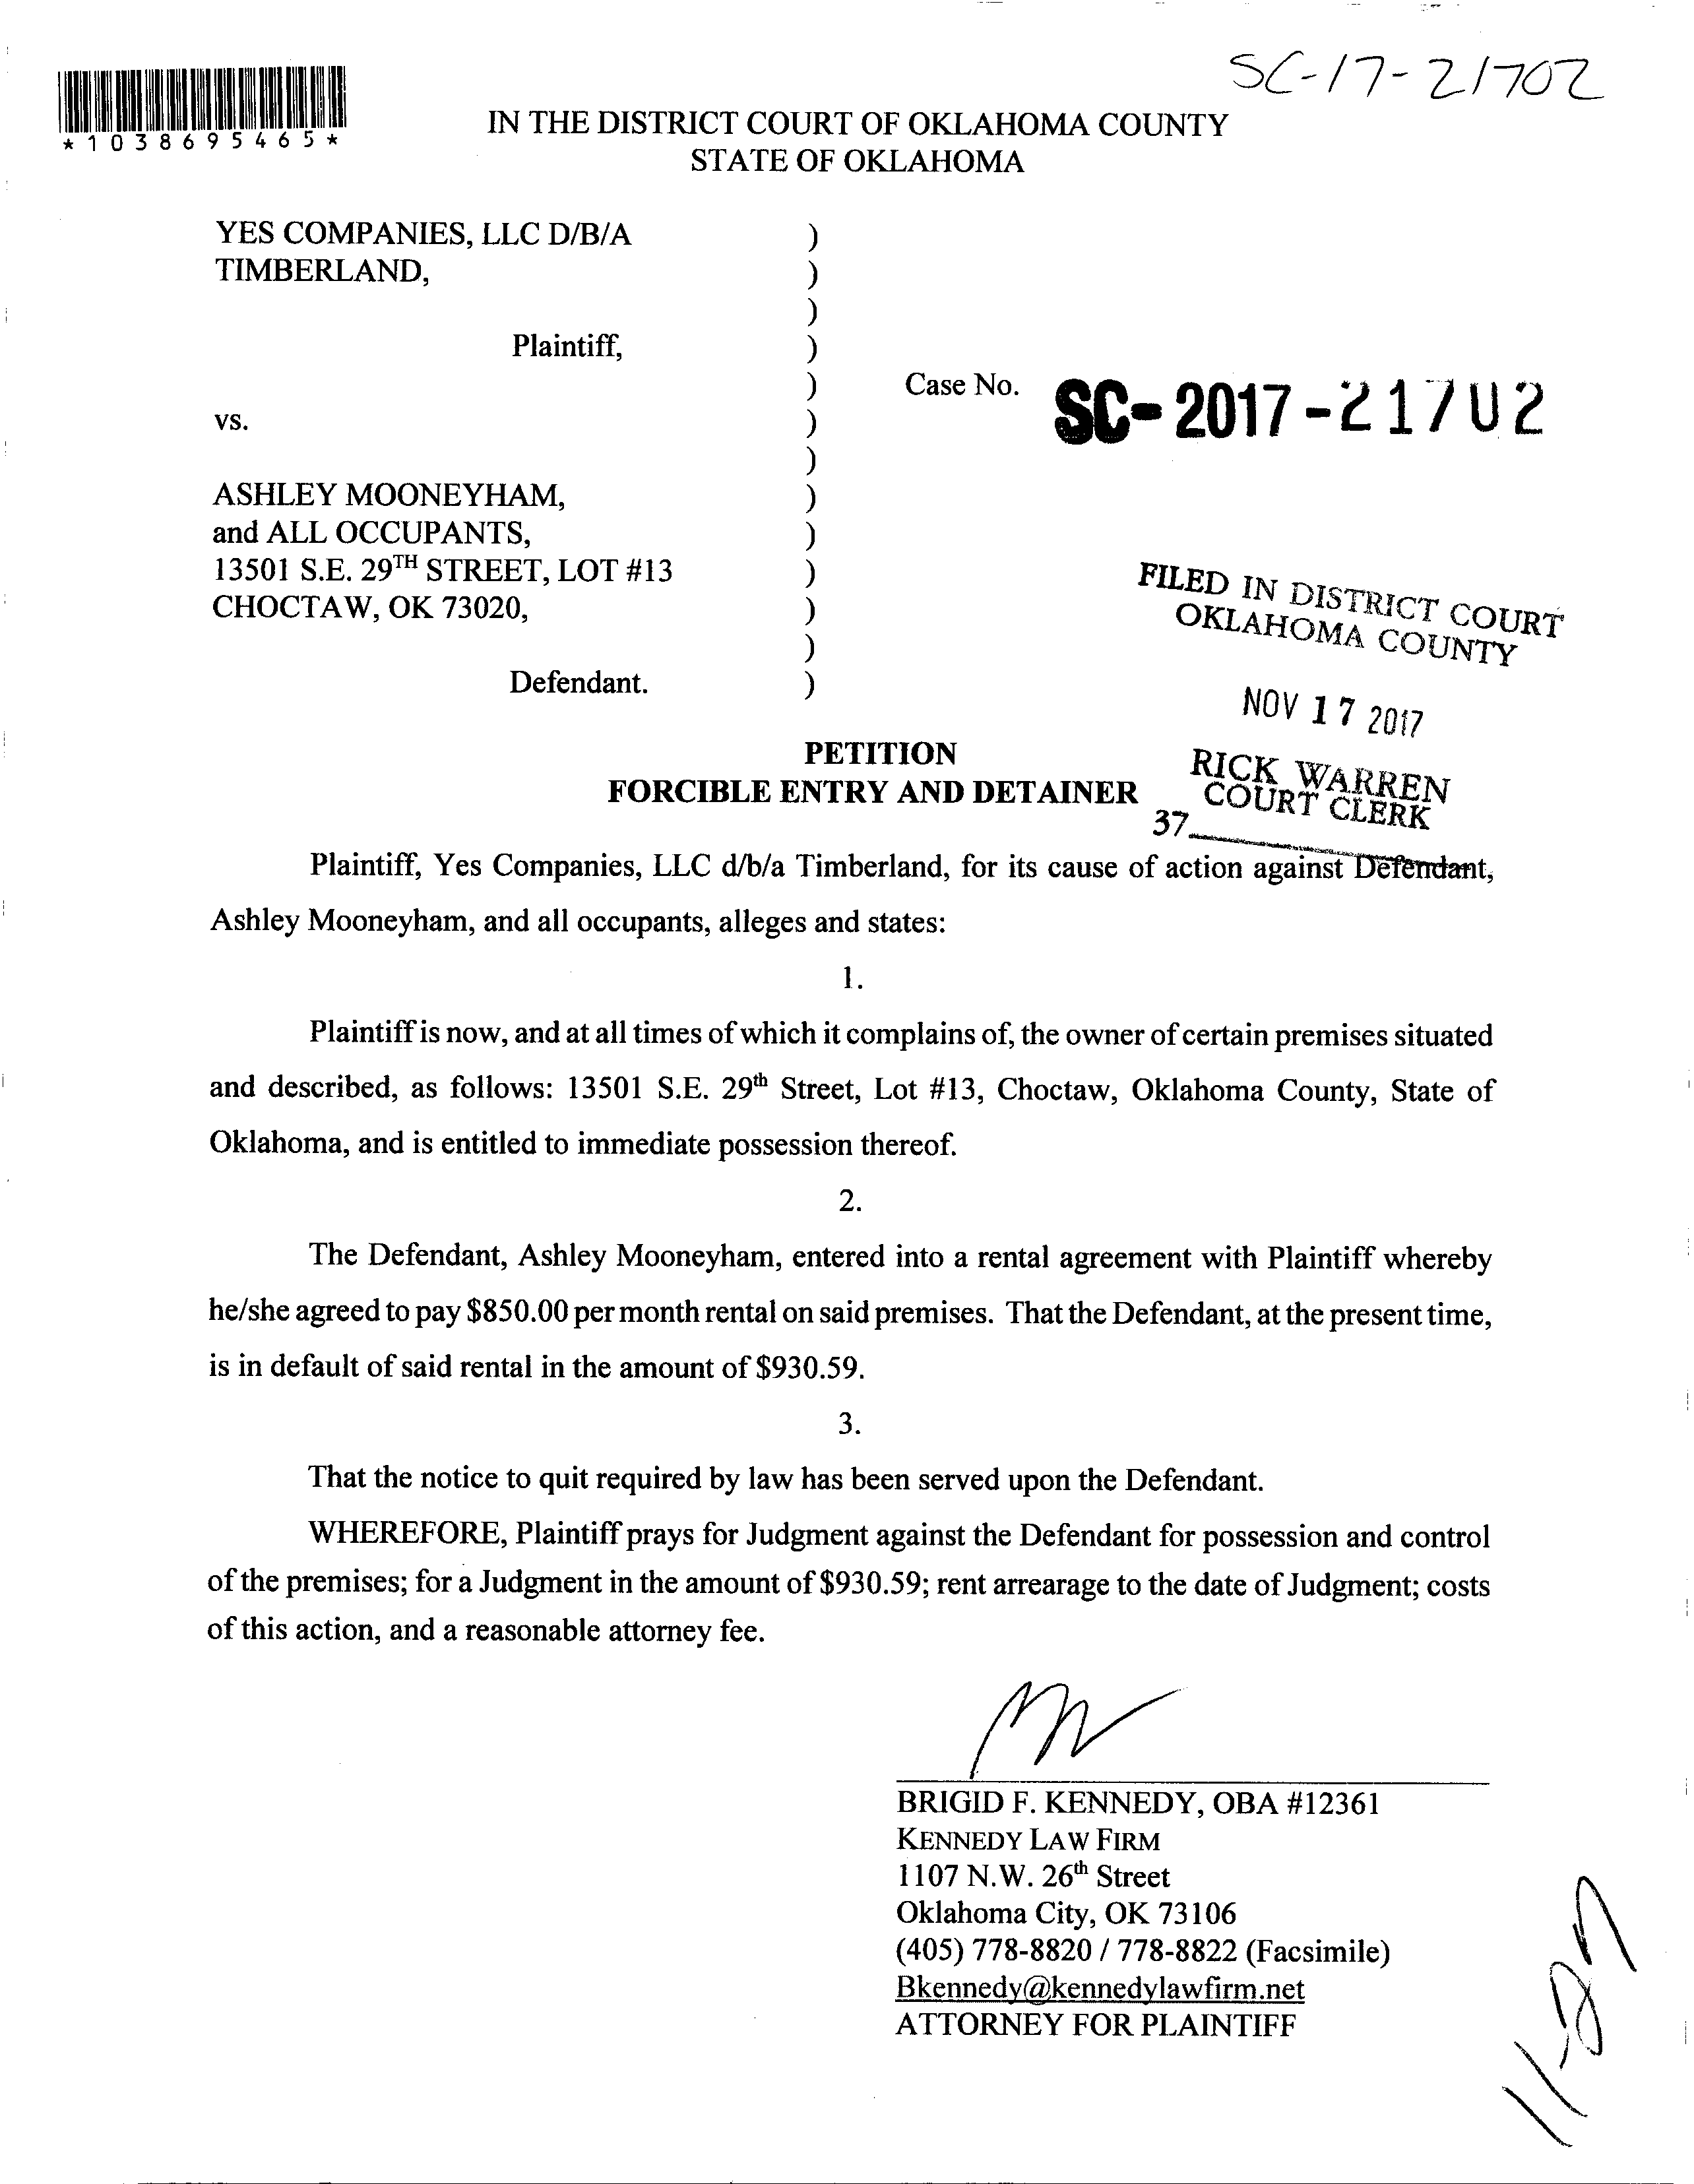 SC-17-21702
*1038695465*
IN THE DISTRICT COURT OF OKLAHOMA COUNTY
STATE OF OKLAHOMA
YES COMPANIES, LLC D/B/A )
TIMBERLAND, )
)
Plaintiff, )
) Case No. SC-2017-21702
vs. )
)
ASHLEY MOONEYHAM, )
and ALL OCCUPANTS, )
13501 S.E. 29TH STREET, LOT #13 )
CHOCTAW, OK 73020, )
)
Defendant. )
FILED IN DISTRICT COURT
OKLAHOMA COUNTY
NOV 17 2017
RICK WARREN
COURT CLERK
37
PETITION
FORCIBLE ENTRY AND DETAINER
Plaintiff, Yes Companies, LLC d/b/a Timberland, for its cause of action against Defendant,
Ashley Mooneyham, and all occupants, alleges and states:
1.
Plaintiff is now, and at all times of which it complains of, the owner of certain premises situated
and described, as follows: 13501 S.E. 29th Street, Lot #13, Choctaw, Oklahoma County, State of
Oklahoma, and is entitled to immediate possession thereof.
2.
The Defendant, Ashley Mooneyham, entered into a rental agreement with Plaintiff whereby
he/she agreed to pay $850.00 per month rental on said premises. That the Defendant, at the present time,
is in default of said rental in the amount of $930.59.
3.
That the notice to quit required by law has been served upon the Defendant.
WHEREFORE, Plaintiff prays for Judgment against the Defendant for possession and control
of the premises; for a Judgment in the amount of $930.59; rent arrearage to the date of Judgment; costs
of this action, and a reasonable attorney fee.
BRIGID F. KENNEDY, OBA #12361
KENNEDY LAW FIRM
1107 N.W. 26th Street
Oklahoma City, OK 73106
(405) 778-8820 / 778-8822 (Facsimile)
Bkennedy@kennedylawfirm.net
ATTORNEY FOR PLAINTIFF
11-27